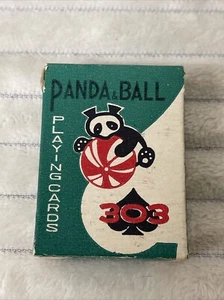 PANDA & BALL
PLAYING CARDS
303